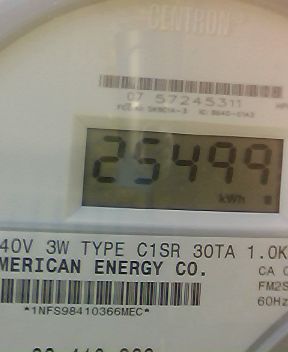 CENTRON
07 57245311
25499
kWh
40V 3W TYPE C1SR 30TA 1.0K
MERICAN ENERGY CO.
CA
FM2S
60Hz
*1NFS98410366MEC*